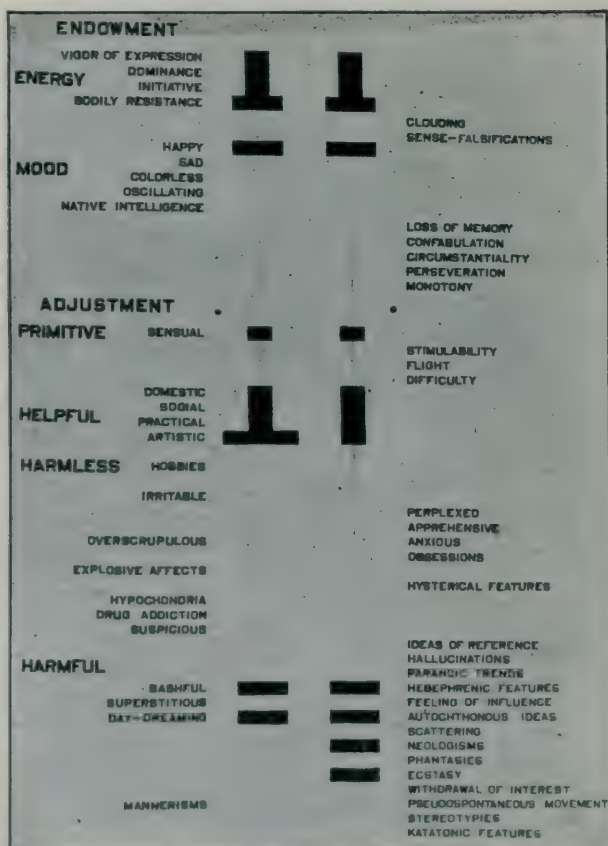 ENDOWMENT
VIGOR OF EXPRESSION
DOMINANCE
ENERGY
INITIATIVE
BODILY RESISTANCE
CLOUDING
SENSE-FALSIFICATIONS
HAPPY
SAD
MOOD
COLORLESS
OSCILLATING
NATIVE INTELLIGENCE
LOSS OF MEMORY
CONFABULATION
CIRCUMSTANTIALITY
PERSEVERATION
MONOTONY
ADJUSTMENT
PRIMITIVE SENSUAL
STIMULABILITY
FLIGHT
DIFFICULTY
DOMESTIC
SOCIAL
HELPFUL
PRACTICAL
ARTISTIC
HARMLESS HOBBIES
IRRITABLE
PERPLEXED
APPREHENSIVE
OVERSCRUPULOUS ANXIOUS
OBSESSIONS
EXPLOSIVE AFFECTS
HYSTERICAL FEATURES
HYPOCHONDRIA
DRUG ADDICTION
SUSPICIOUS
IDEAS OF REFERENCE
HARMFUL HALLUCINATIONS
PARANOIC TRENDS
BASHFUL HEBEPHRENIC FEATURES
SUPERSTITIOUS FEELING OF INFLUENCE
DAY-DREAMING AUTOCHTHONOUS IDEAS
SCATTERING
NEOLOGISMS
PHANTASIES
ECSTASY
WITHDRAWAL OF INTEREST
MANNERISMS PSEUDOSPONTANEOUS MOVEMENT
STEREOTYPIES
KATATONIC FEATURES